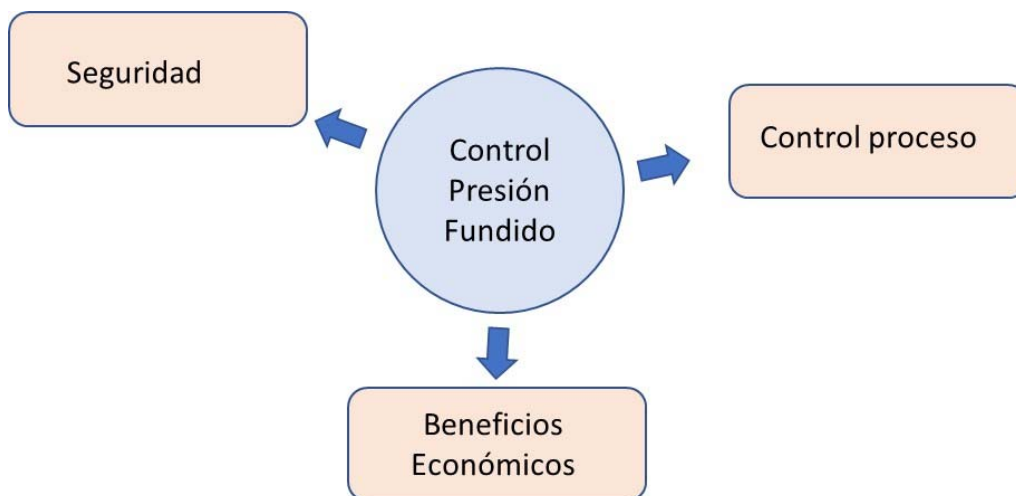 Seguridad
Control
Presión
Fundido
Control proceso
Beneficios
Económicos